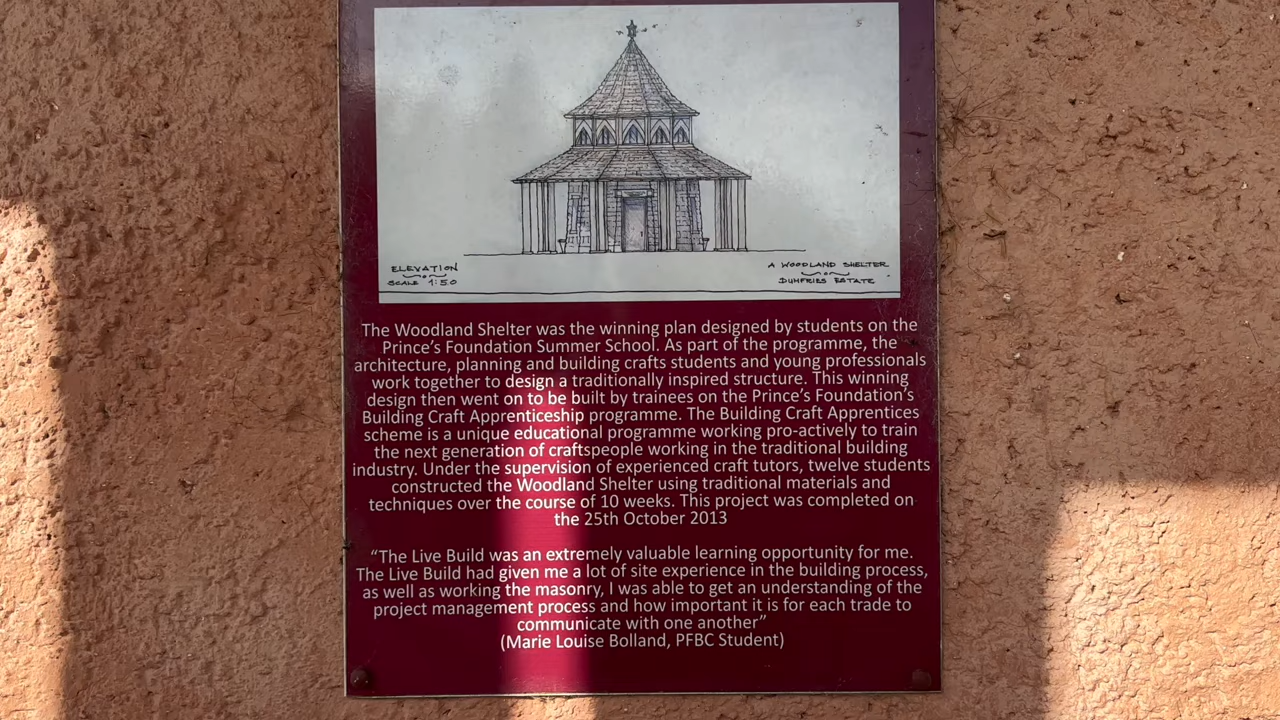 ELEVATION
SCALE 1:50
A WOODLAND SHELTER
DUMFRIES ESTATE
The Woodland Shelter was the winning plan designed by students on the
Prince's Foundation Summer School. As part of the programme, the
architecture, planning and building crafts students and young professionals
work together to design a traditionally inspired structure. This winning
design then went on to be built by trainees on the Prince's Foundation's
Building Craft Apprenticeship programme. The Building Craft Apprentices
scheme is a unique educational programme working pro-actively to train
the next generation of craftspeople working in the traditional building
industry. Under the supervision of experienced craft tutors, twelve students
constructed the Woodland Shelter using traditional materials and
techniques over the course of 10 weeks. This project was completed on
the 25th October 2013
“The Live Build was an extremely valuable learning opportunity for me.
The Live Build had given me a lot of site experience in the building process,
as well as working the masonry, I was able to get an understanding of the
project management process and how important it is for each trade to
communicate with one another”
(Marie Louise Bolland, PFBC Student)